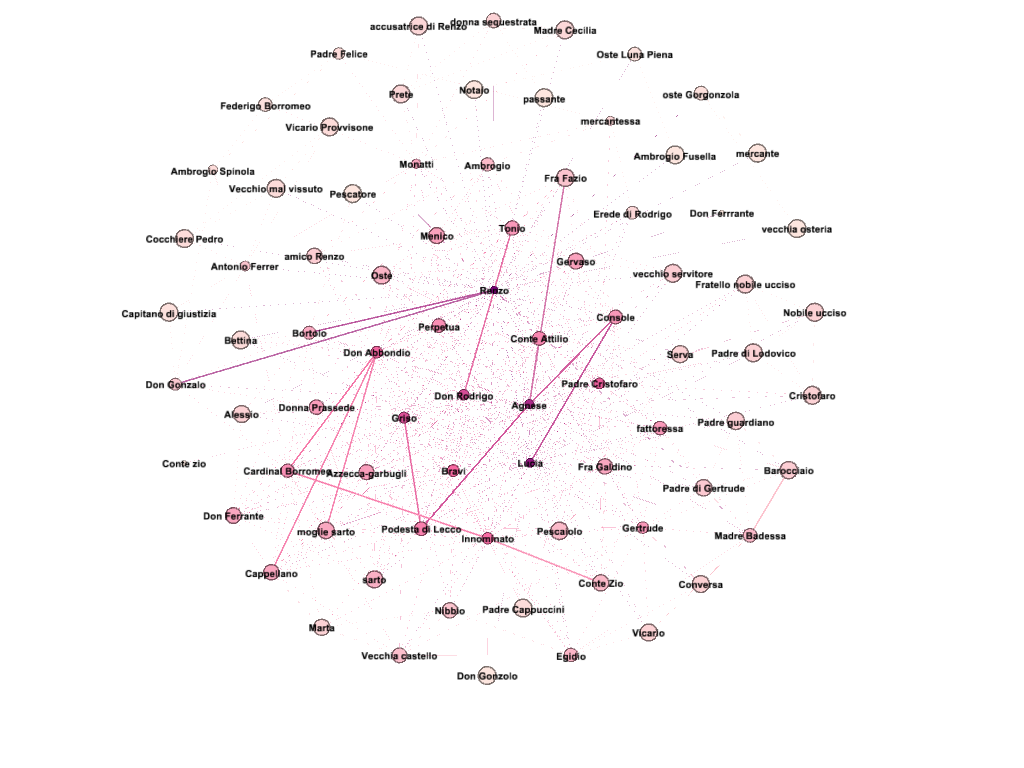 donna sequestrata
accusatrice di Renzo
Madre Cecilia
Padre Felice
Oste Luna Piena
Notaio
Prete
passante
oste Gorgonzola
Federigo Borromeo
mercantessa
Vicario Provvisone
Ambrogio Fusella
mercante
Monatti
Ambrogio
Ambrogio Spinola
Fra Fazio
Vecchio mal vissuto
Pescatore
Erede di Rodrigo
Don Ferrrante
Tonio
vecchia osteria
Menico
Cocchiere Pedro
amico Renzo
Gervaso
Antonio Ferrer
Oste
vecchio servitore
Fratello nobile ucciso
Renzo
Capitano di giustizia
Nobile ucciso
Console
Perpetua
Bortolo
Bettina
Conte Attilio
Don Abbondio
Serva
Padre di Lodovico
Don Gonzalo
Padre Cristofaro
Don Rodrigo
Cristofaro
Agnese
Donna Prassede
Alessio
Griso
Padre guardiano
fattoressa
Conte zio
Lucia
Fra Galdino
Cardinal Borromeo
Azzecca-garbugli
Bravi
Barocciaio
Padre di Gertrude
Don Ferrante
moglie sarto
Podesta di Lecco
Pescaiolo
Gertrude
Innominato
Madre Badessa
Cappellano
sarto
Conte Zio
Conversa
Nibbio
Padre Cappuccini
Marta
Vicario
Vecchia castello
Egidio
Don Gonzolo